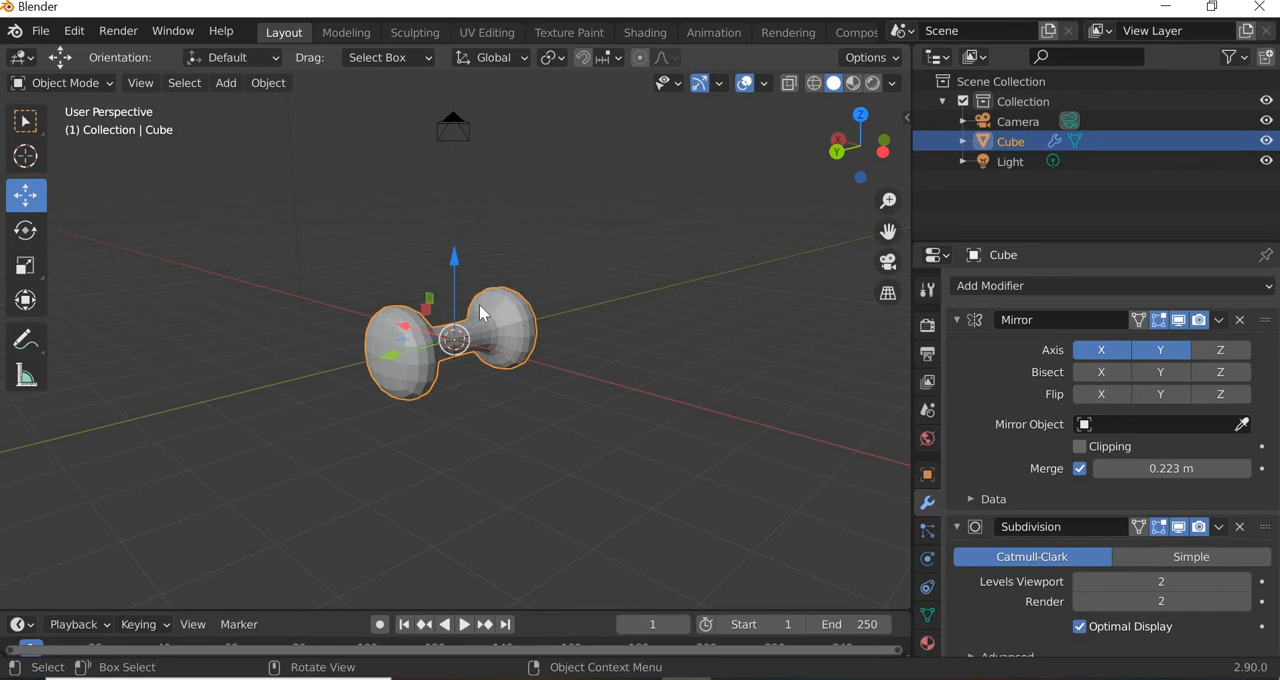 Blender
File Edit Render Window Help Layout Modeling Sculpting UV Editing Texture Paint Shading Animation Rendering Compos Scene View Layer
Orientation: Default Drag: Select Box Global Options
Object Mode View Select Add Object
User Perspective
(1) Collection | Cube
Z
Y
Scene Collection
Collection
Camera
Cube
Light
Cube
Add Modifier
Mirror
Axis X Y Z
Bisect X Y Z
Flip X Y Z
Mirror Object
Clipping
Merge 0.223 m
Data
Subdivision
Catmull-Clark Simple
Levels Viewport 2
Render 2
Optimal Display
Playback Keying View Marker 1 Start 1 End 250
Select Box Select Rotate View Object Context Menu 2.90.0